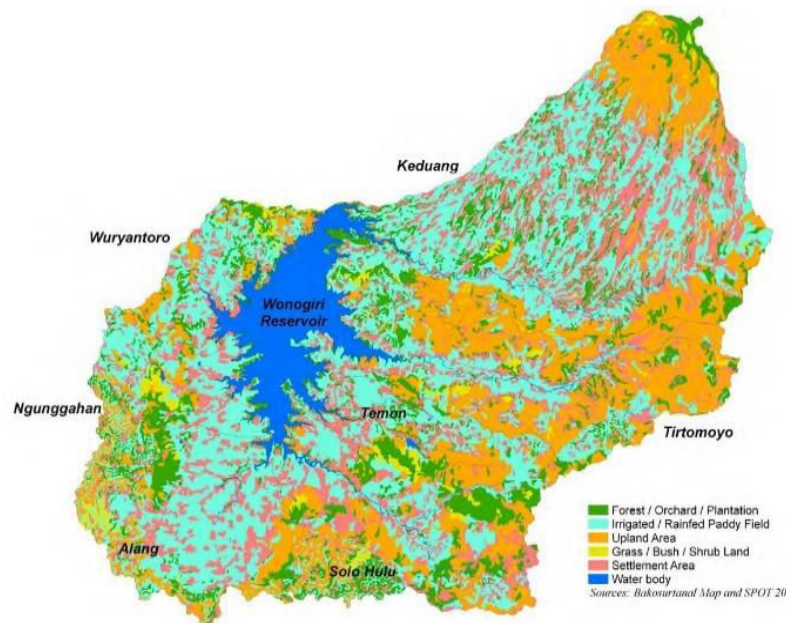 Keduang
Wuryantoro
Wonogiri
Reservoir
Ngunggahan
Temon
Tirtomoyo
Alang
Solo Hulu
Forest / Orchard / Plantation
Irrigated / Rainfed Paddy Field
Upland Area
Grass / Bush / Shrub Land
Settlement Area
Water body
Sources: Bakosurtanal Map and SPOT 20